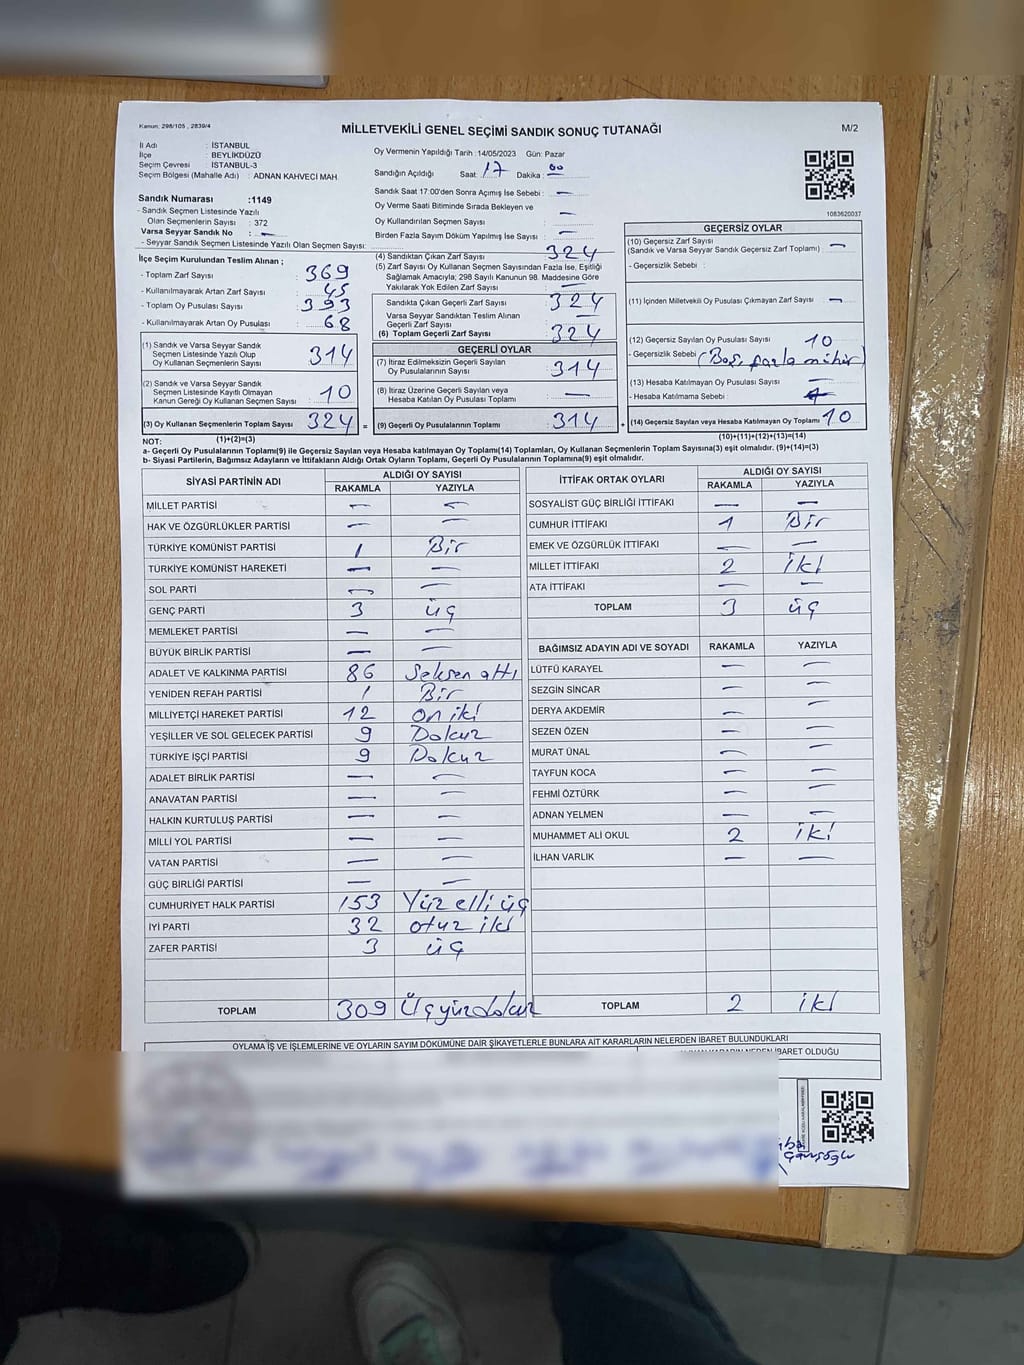 Kanun: 298/105 , 2839/4
MİLLETVEKİLİ GENEL SEÇİMİ SANDIK SONUÇ TUTANAĞI
M/2
İl Adı : İSTANBUL
İlçe : BEYLİKDÜZÜ
Seçim Çevresi : İSTANBUL-3
Seçim Bölgesi (Mahalle Adı) : ADNAN KAHVECİ MAH.
Sandık Numarası :1149
- Sandık Seçmen Listesinde Yazılı
Olan Seçmenlerin Sayısı : 372
Varsa Seyyar Sandık No : —
- Seyyar Sandık Seçmen Listesinde Yazılı Olan Seçmen Sayısı:
Oy Vermenin Yapıldığı Tarih :14/05/2023 Gün: Pazar
Sandığın Açıldığı Saat: 17 Dakika: 00
Sandık Saat 17:00'den Sonra Açımış İse Sebebi : —
Oy Verme Saati Bitiminde Sırada Bekleyen ve
Oy Kullandırılan Seçmen Sayısı : —
Birden Fazla Sayım Döküm Yapılmış İse Sayısı : —
1083620037
İlçe Seçim Kurulundan Teslim Alınan ;
- Toplam Zarf Sayısı : 369
- Kullanılmayarak Artan Zarf Sayısı : 45
- Toplam Oy Pusulası Sayısı : 393
- Kullanılmayarak Artan Oy Pusulası : 68
(4) Sandıktan Çıkan Zarf Sayısı : 324
(5) Zarf Sayısı Oy Kullanan Seçmen Sayısından Fazla İse, Eşitliği
Sağlamak Amacıyla; 298 Sayılı Kanunun 98. Maddesine Göre
Yakılarak Yok Edilen Zarf Sayısı : —
Sandıkta Çıkan Geçerli Zarf Sayısı : 324
Varsa Seyyar Sandıktan Teslim Alınan
Geçerli Zarf Sayısı : —
(6) Toplam Geçerli Zarf Sayısı : 324
GEÇERSİZ OYLAR
(10) Geçersiz Zarf Sayısı
(Sandık ve Varsa Seyyar Sandık Geçersiz Zarf Toplamı) : —
- Geçersizlik Sebebi :
(11) İçinden Milletvekili Oy Pusulası Çıkmayan Zarf Sayısı : —
(12) Geçersiz Sayılan Oy Pusulası Sayısı : 10
- Geçersizlik Sebebi : (Boş, fazla mühür)
(13) Hesaba Katılmayan Oy Pusulası Sayısı : —
- Hesaba Katılmama Sebebi :
(14) Geçersiz Sayılan veya Hesaba Katılmayan Oy Toplamı : 10
(1) Sandık ve Varsa Seyyar Sandık
Seçmen Listesinde Yazılı Olup
Oy Kullanan Seçmenlerin Sayısı : 314
(2) Sandık ve Varsa Seyyar Sandık
Seçmen Listesinde Kayıtlı Olmayan
Kanun Gereği Oy Kullanan Seçmen Sayısı : 10
(3) Oy Kullanan Seçmenlerin Toplam Sayısı : 324 =
GEÇERLİ OYLAR
(7) İtiraz Edilmeksizin Geçerli Sayılan
Oy Pusulasının Sayısı : 314
(8) İtiraz Üzerine Geçerli Sayılan veya
Hesaba Katılan Oy Pusulası Toplamı : —
(9) Geçerli Oy Pusulalarının Toplamı : 314 +
NOT: (1)+(2)=(3) (10)+(11)+(12)+(13)=(14)
a- Geçerli Oy Pusulalarının Toplamı(9) ile Geçersiz Sayılan veya Hesaba katılmayan Oy Toplamı(14) Toplamları, Oy Kullanan Seçmenlerin Toplam Sayısına(3) eşit olmalıdır. (9)+(14)=(3)
b- Siyasi Partilerin, Bağımsız Adayların ve İttifakların Aldığı Ortak Oyların Toplamı, Geçerli Oy Pusulalarının Toplamına(9) eşit olmalıdır.
SİYASİ PARTİNİN ADI ALDIĞI OY SAYISI
RAKAMLA YAZIYLA
MİLLET PARTİSİ — —
HAK VE ÖZGÜRLÜKLER PARTİSİ — —
TÜRKİYE KOMÜNİST PARTİSİ 1 Bir
TÜRKİYE KOMÜNİST HAREKETİ — —
SOL PARTİ — —
GENÇ PARTİ 3 üç
MEMLEKET PARTİSİ — —
BÜYÜK BİRLİK PARTİSİ — —
ADALET VE KALKINMA PARTİSİ 86 Seksen altı
YENİDEN REFAH PARTİSİ 1 Bir
MİLLİYETÇİ HAREKET PARTİSİ 12 on iki
YEŞİLLER VE SOL GELECEK PARTİSİ 9 Dokuz
TÜRKİYE İŞÇİ PARTİSİ 9 Dokuz
ADALET BİRLİK PARTİSİ — —
ANAVATAN PARTİSİ — —
HALKIN KURTULUŞ PARTİSİ — —
MİLLİ YOL PARTİSİ — —
VATAN PARTİSİ — —
GÜÇ BİRLİĞİ PARTİSİ — —
CUMHURİYET HALK PARTİSİ 153 Yüz elli üç
İYİ PARTİ 32 otuz iki
ZAFER PARTİSİ 3 üç
TOPLAM 309 Üçyüzdokuz
İTTİFAK ORTAK OYLARI ALDIĞI OY SAYISI
RAKAMLA YAZIYLA
SOSYALİST GÜÇ BİRLİĞİ İTTİFAKI — —
CUMHUR İTTİFAKI 1 Bir
EMEK VE ÖZGÜRLÜK İTTİFAKI — —
MİLLET İTTİFAKI 2 iki
ATA İTTİFAKI — —
TOPLAM 3 üç
BAĞIMSIZ ADAYIN ADI VE SOYADI RAKAMLA YAZIYLA
LÜTFÜ KARAYEL — —
SEZGİN SİNCAR — —
DERYA AKDEMİR — —
SEZEN ÖZEN — —
MURAT ÜNAL — —
TAYFUN KOCA — —
FEHMİ ÖZTÜRK — —
ADNAN YELMEN — —
MUHAMMET ALİ OKUL 2 iki
İLHAN VARLIK — —
TOPLAM 2 iki
OYLAMA İŞ VE İŞLEMLERİNE VE OYLARIN SAYIM DÖKÜMÜNE DAİR ŞİKAYETLERLE BUNLARA AİT KARARLARIN NELERDEN İBARET BULUNDUKLARI
İBARET OLDUĞU